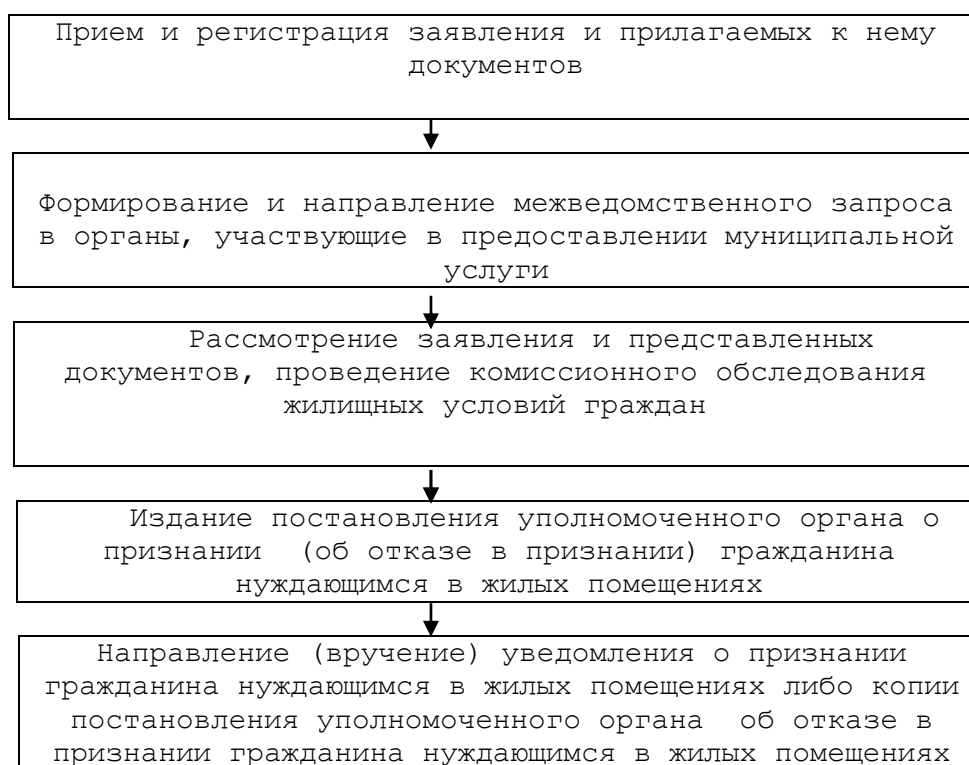 Прием и регистрация заявления и прилагаемых к нему
документов
Формирование и направление межведомственного запроса
в органы, участвующие в предоставлении муниципальной
услуги
Рассмотрение заявления и представленных
документов, проведение комиссионного обследования
жилищных условий граждан
Издание постановления уполномоченного органа о
признании (об отказе в признании) гражданина
нуждающимся в жилых помещениях
Направление (вручение) уведомления о признании
гражданина нуждающимся в жилых помещениях либо копии
постановления уполномоченного органа об отказе в
признании гражданина нуждающимся в жилых помещениях